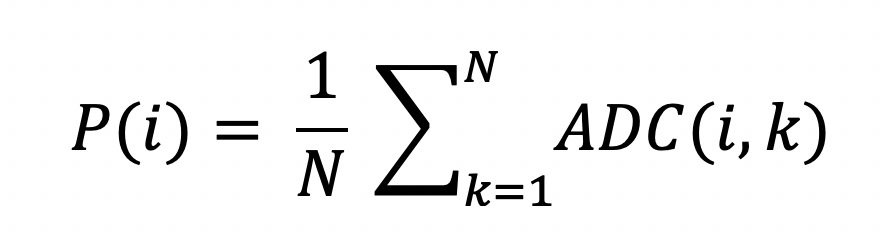 P(i) = 1/N ∑_{k=1}^{N} ADC(i, k)